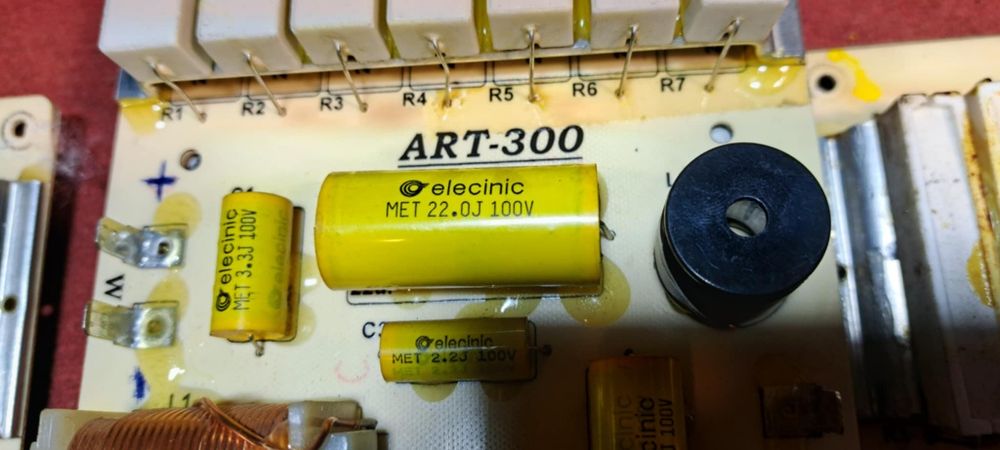 R1 R2 R3 R4 R5 R6 R7
ART-300
elecinic
MET 22.0J 100V
elecinic
MET 3.3J 100V
+
W
-
elecinic
MET 2.2J 100V
L1
elecinic